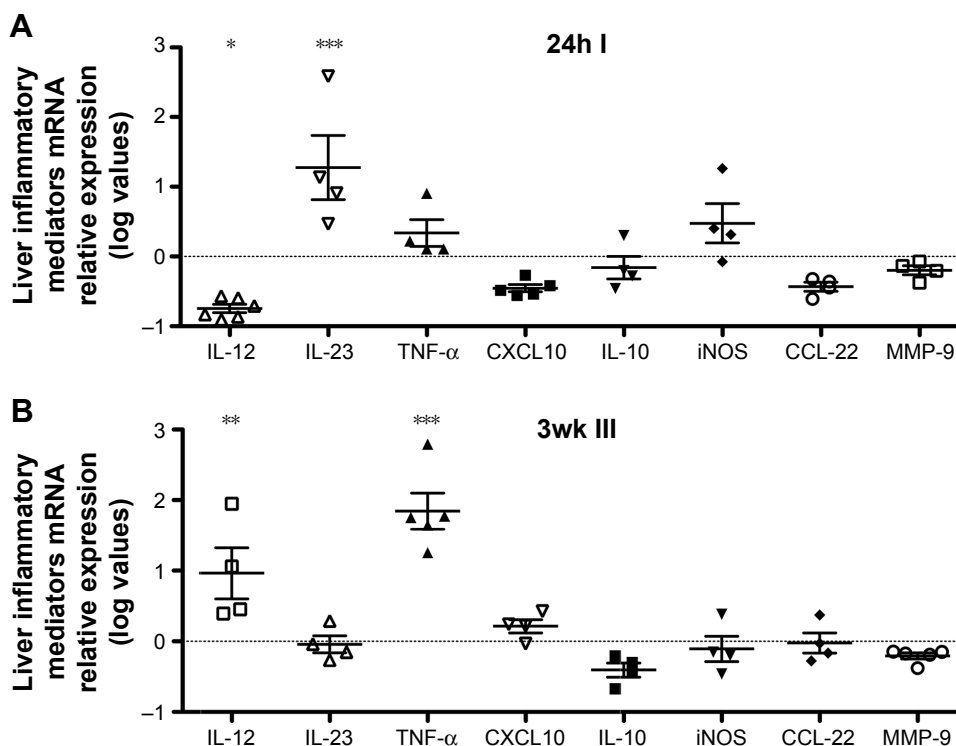 A
24h I
* ***
Liver inflammatory
mediators mRNA
relative expression
(log values)
3
2
1
0
–1
IL-12 IL-23 TNF-α CXCL10 IL-10 iNOS CCL-22 MMP-9
B
3wk III
** ***
Liver inflammatory
mediators mRNA
relative expression
(log values)
3
2
1
0
–1
IL-12 IL-23 TNF-α CXCL10 IL-10 iNOS CCL-22 MMP-9